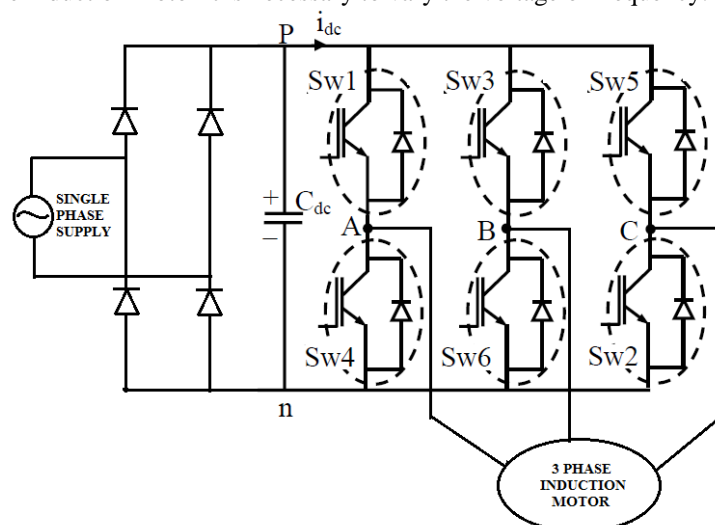 P
i_dc
Sw1
Sw3
Sw5
SINGLE
PHASE
SUPPLY
+
C_dc
−
A
B
C
Sw4
Sw6
Sw2
n
3 PHASE
INDUCTION
MOTOR